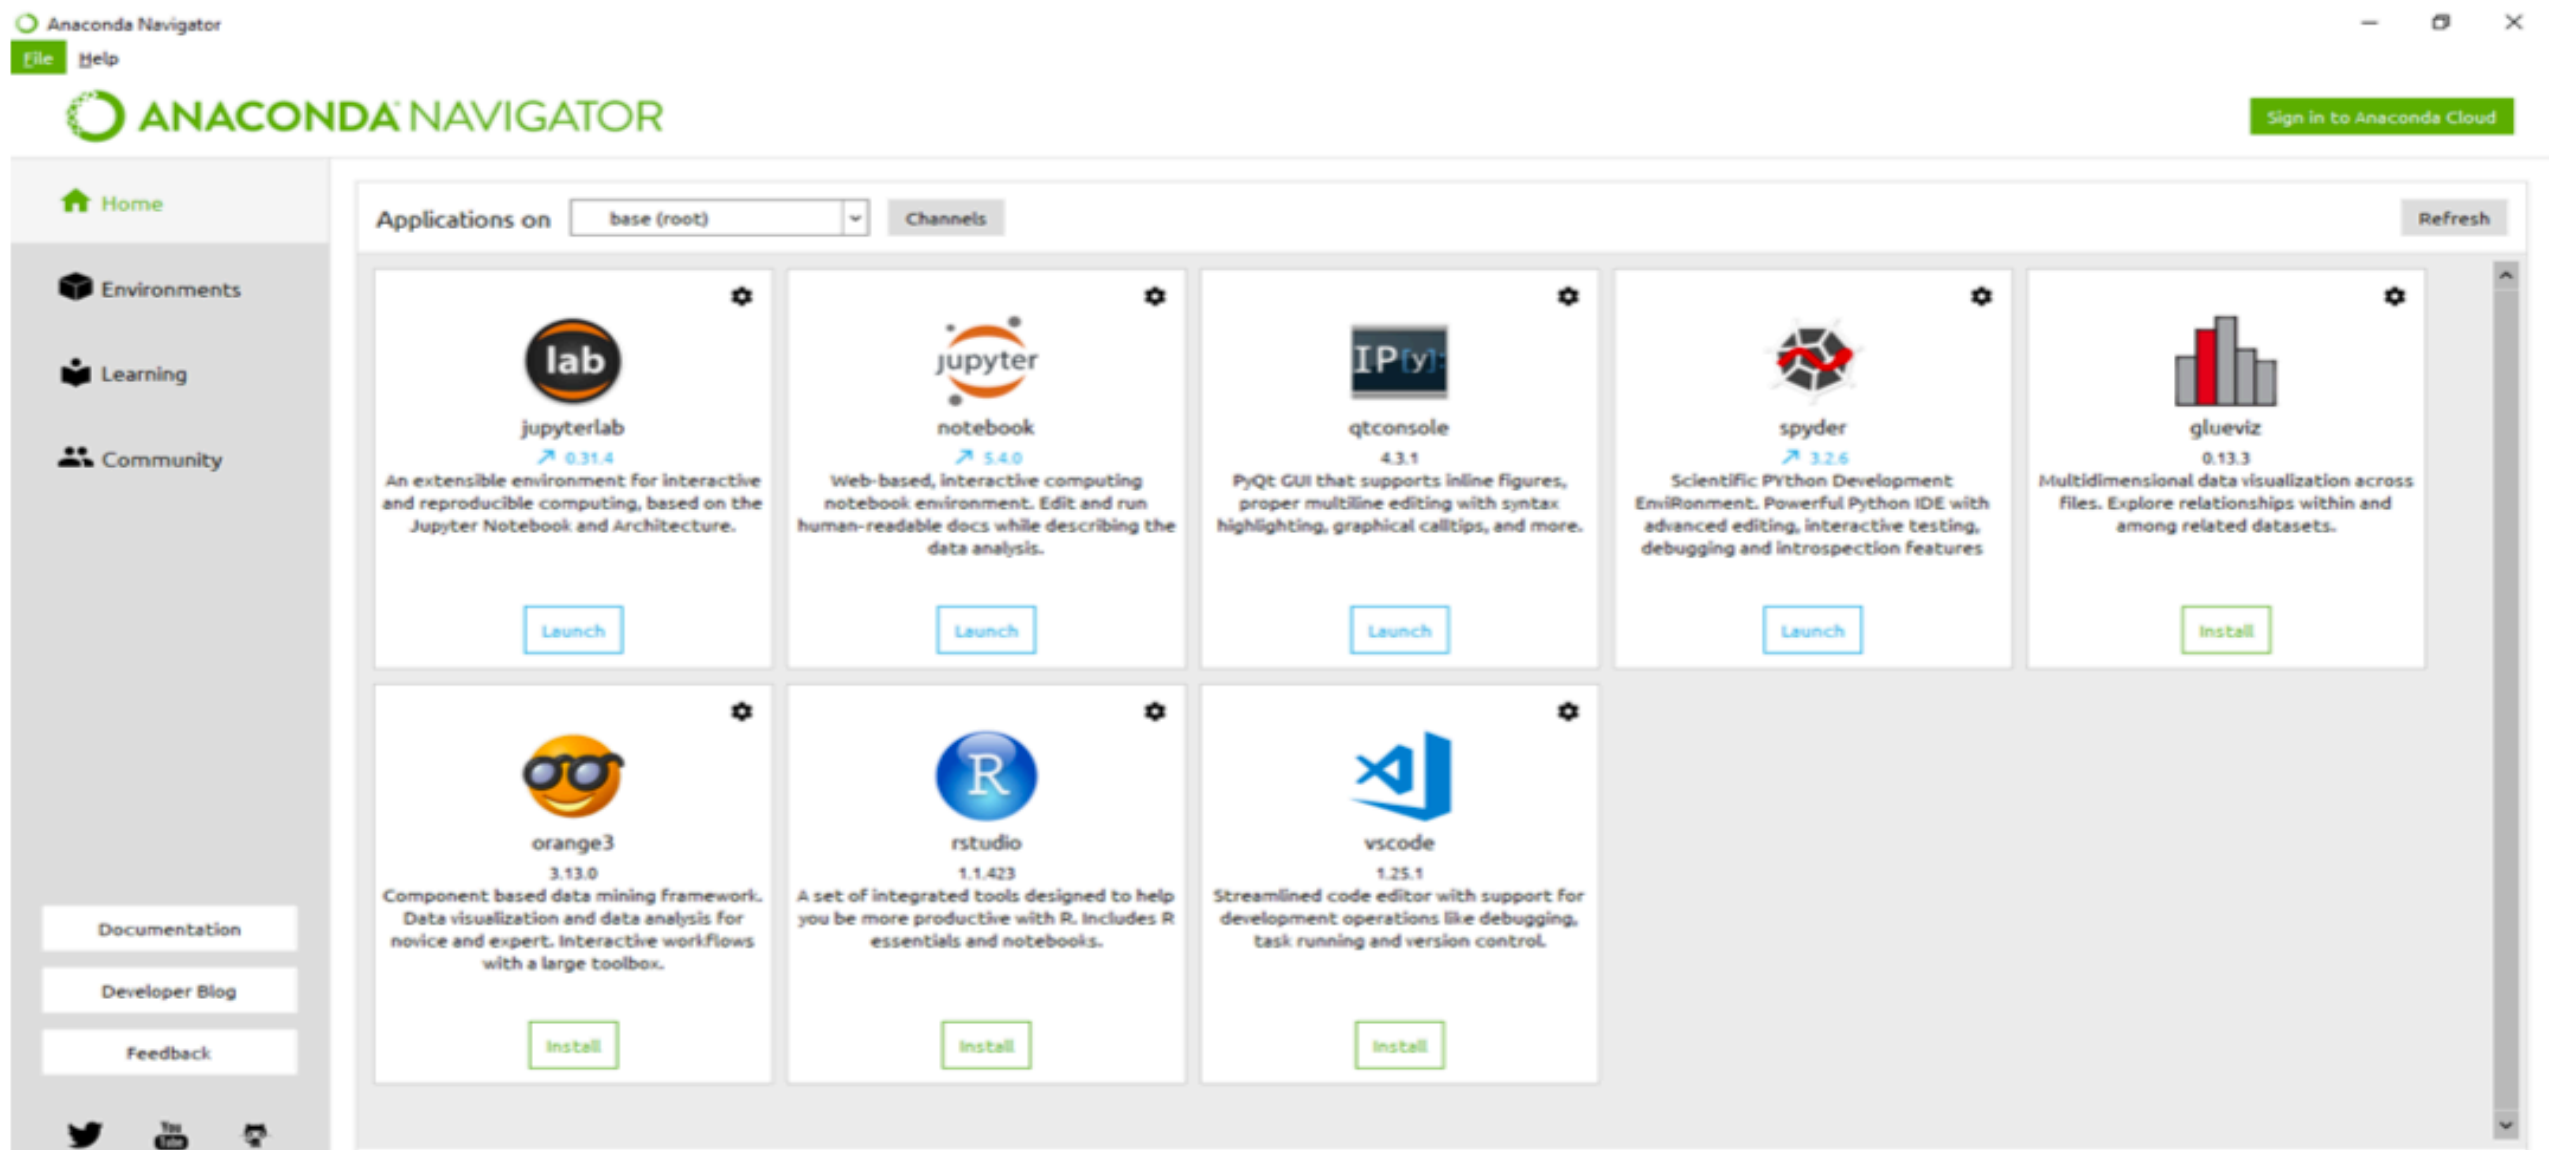 Anaconda Navigator
File Help
ANACONDA NAVIGATOR
Sign in to Anaconda Cloud
Home
Environments
Learning
Community
Documentation
Developer Blog
Feedback
You
Tube
Applications on base (root) Channels Refresh
lab
jupyterlab
0.31.4
An extensible environment for interactive
and reproducible computing, based on the
Jupyter Notebook and Architecture.
Launch
jupyter
notebook
5.4.0
Web-based, interactive computing
notebook environment. Edit and run
human-readable docs while describing the
data analysis.
Launch
IP[y]:
qtconsole
4.3.1
PyQt GUI that supports inline figures,
proper multiline editing with syntax
highlighting, graphical calltips, and more.
Launch
spyder
3.2.6
Scientific PYthon Development
EnviRonment. Powerful Python IDE with
advanced editing, interactive testing,
debugging and introspection features
Launch
glueviz
0.13.3
Multidimensional data visualization across
files. Explore relationships within and
among related datasets.
Install
orange3
3.13.0
Component based data mining framework.
Data visualization and data analysis for
novice and expert. Interactive workflows
with a large toolbox.
Install
R
rstudio
1.1.423
A set of integrated tools designed to help
you be more productive with R. Includes R
essentials and notebooks.
Install
vscode
1.25.1
Streamlined code editor with support for
development operations like debugging,
task running and version control.
Install